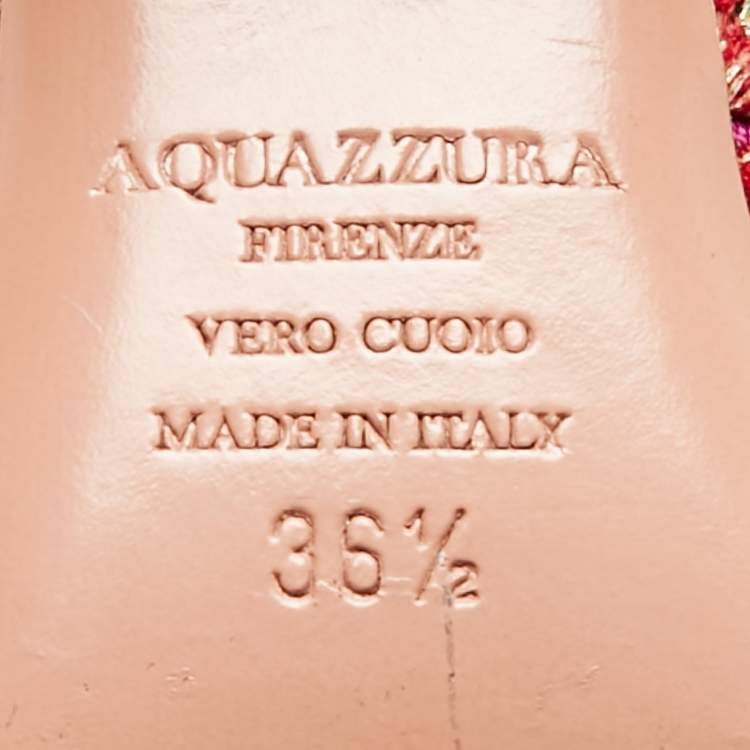 AQUAZZURA
FIRENZE
VERO CUOIO
MADE IN ITALY
36½